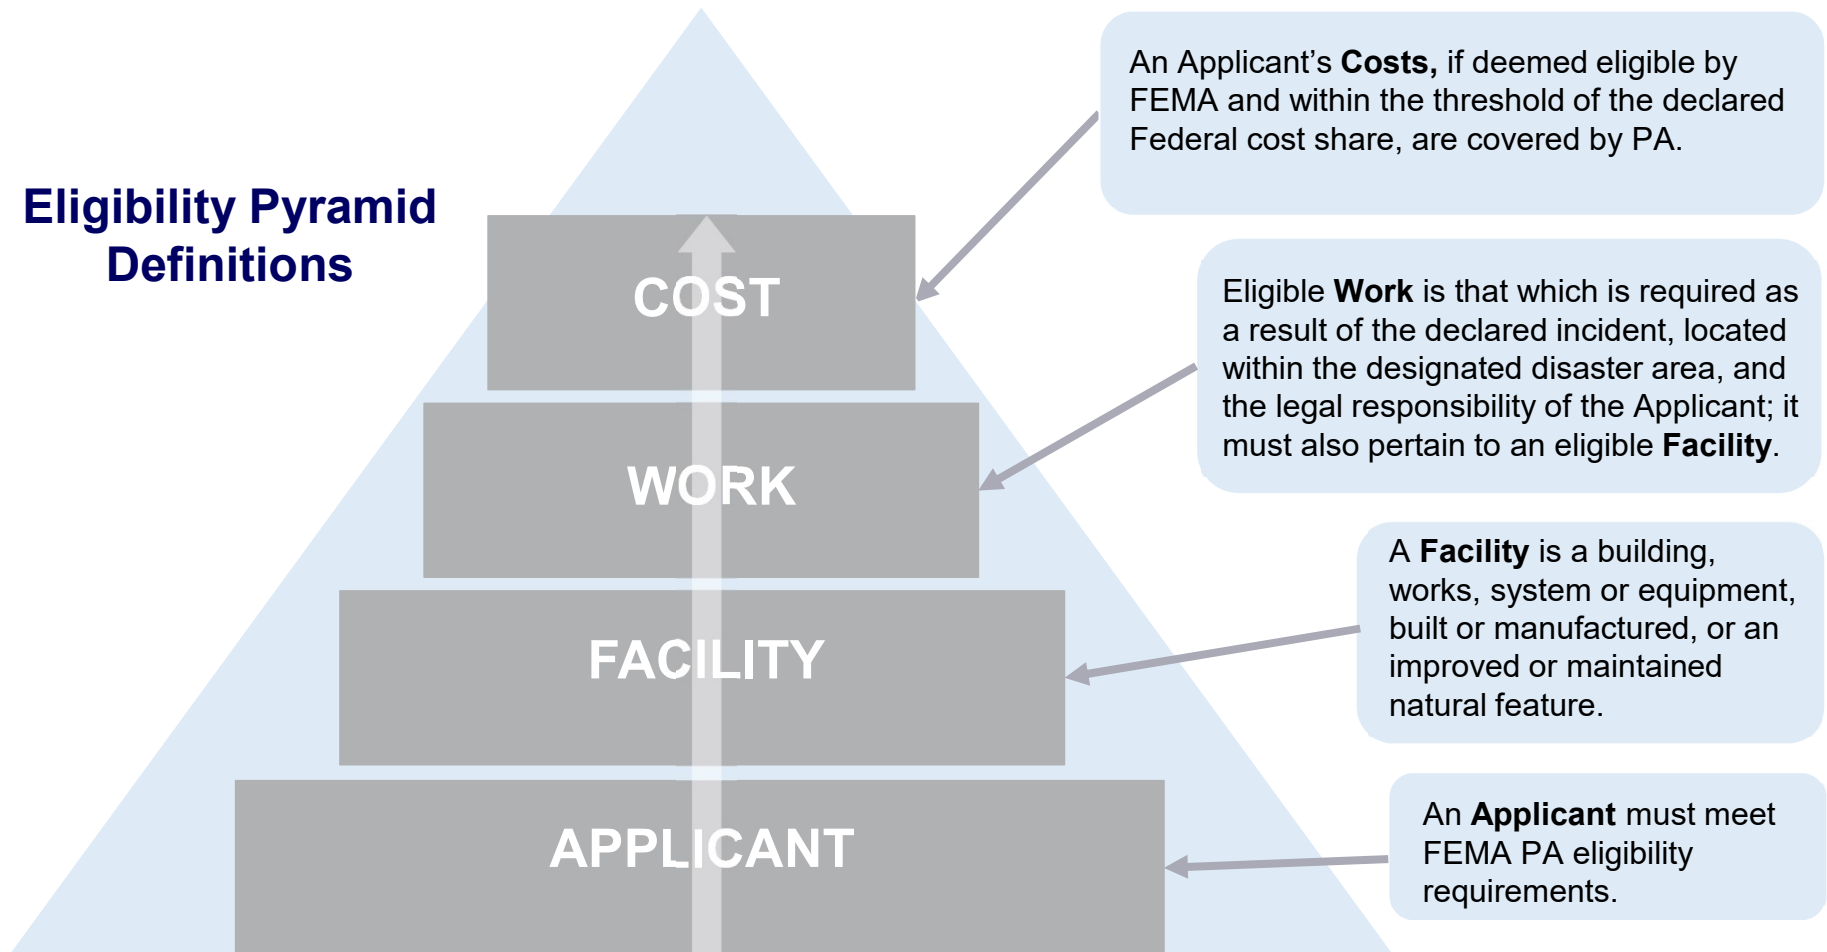 Eligibility Pyramid
Definitions
An Applicant's Costs, if deemed eligible by
FEMA and within the threshold of the declared
Federal cost share, are covered by PA.
COST
Eligible Work is that which is required as
a result of the declared incident, located
within the designated disaster area, and
the legal responsibility of the Applicant; it
must also pertain to an eligible Facility.
WORK
A Facility is a building,
works, system or equipment,
built or manufactured, or an
improved or maintained
natural feature.
FACILITY
An Applicant must meet
FEMA PA eligibility
requirements.
APPLICANT